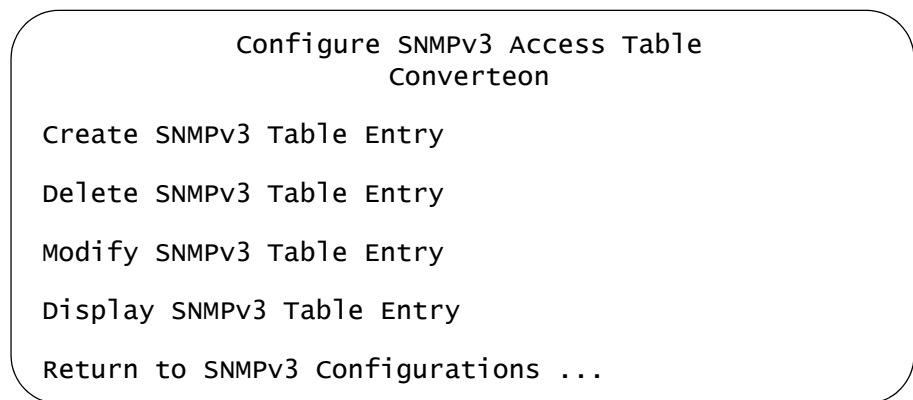 Configure SNMPv3 Access Table
Converteon
Create SNMPv3 Table Entry
Delete SNMPv3 Table Entry
Modify SNMPv3 Table Entry
Display SNMPv3 Table Entry
Return to SNMPv3 Configurations ...